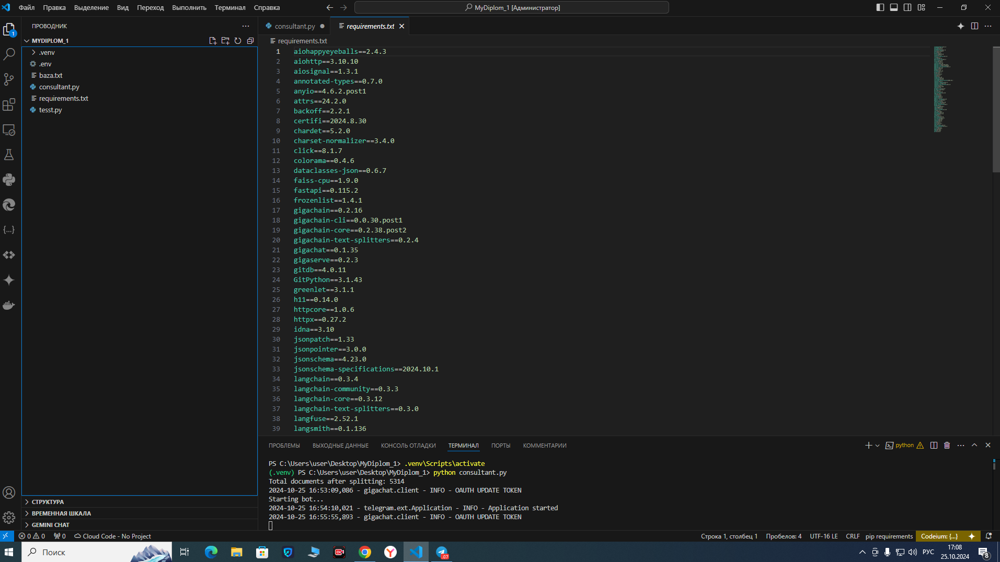 Файл Правка Выделение Вид Переход Выполнить Терминал Справка
MyDiplom_1 [Администратор]
ПРОВОДНИК
1
MYDIPLOM_1
.venv
.env
baza.txt
consultant.py
requirements.txt
tesst.py
СТРУКТУРА
ВРЕМЕННАЯ ШКАЛА
GEMINI CHAT
consultant.py
requirements.txt
requirements.txt
1 aiohappyeyeballs==2.4.3
2 aiohttp==3.10.10
3 aiosignal==1.3.1
4 annotated-types==0.7.0
5 anyio==4.6.2.post1
6 attrs==24.2.0
7 backoff==2.2.1
8 certifi==2024.8.30
9 chardet==5.2.0
10 charset-normalizer==3.4.0
11 click==8.1.7
12 colorama==0.4.6
13 dataclasses-json==0.6.7
14 faiss-cpu==1.9.0
15 fastapi==0.115.2
16 frozenlist==1.4.1
17 gigachain==0.2.16
18 gigachain-cli==0.0.30.post1
19 gigachain-core==0.2.38.post2
20 gigachain-text-splitters==0.2.4
21 gigachat==0.1.35
22 gigaserve==0.2.3
23 gitdb==4.0.11
24 GitPython==3.1.43
25 greenlet==3.1.1
26 h11==0.14.0
27 httpcore==1.0.6
28 httpx==0.27.2
29 idna==3.10
30 jsonpatch==1.33
31 jsonpointer==3.0.0
32 jsonschema==4.23.0
33 jsonschema-specifications==2024.10.1
34 langchain==0.3.4
35 langchain-community==0.3.3
36 langchain-core==0.3.12
37 langchain-text-splitters==0.3.0
38 langfuse==2.52.1
39 langsmith==0.1.136
ПРОБЛЕМЫ ВЫХОДНЫЕ ДАННЫЕ КОНСОЛЬ ОТЛАДКИ ТЕРМИНАЛ ПОРТЫ КОММЕНТАРИИ
python
PS C:\Users\user\Desktop\MyDiplom_1> .venv\Scripts\activate
(.venv) PS C:\Users\user\Desktop\MyDiplom_1> python consultant.py
Total documents after splitting: 5314
2024-10-25 16:53:09,086 - gigachat.client - INFO - OAUTH UPDATE TOKEN
Starting bot...
2024-10-25 16:54:10,021 - telegram.ext.Application - INFO - Application started
2024-10-25 16:55:55,893 - gigachat.client - INFO - OAUTH UPDATE TOKEN
0 0 0 Cloud Code - No Project
Строка 1, столбец 1 Пробелов: 4 UTF-16 LE CRLF pip requirements Codeium: {...}
Поиск
РУС
17:08
25.10.2024
8